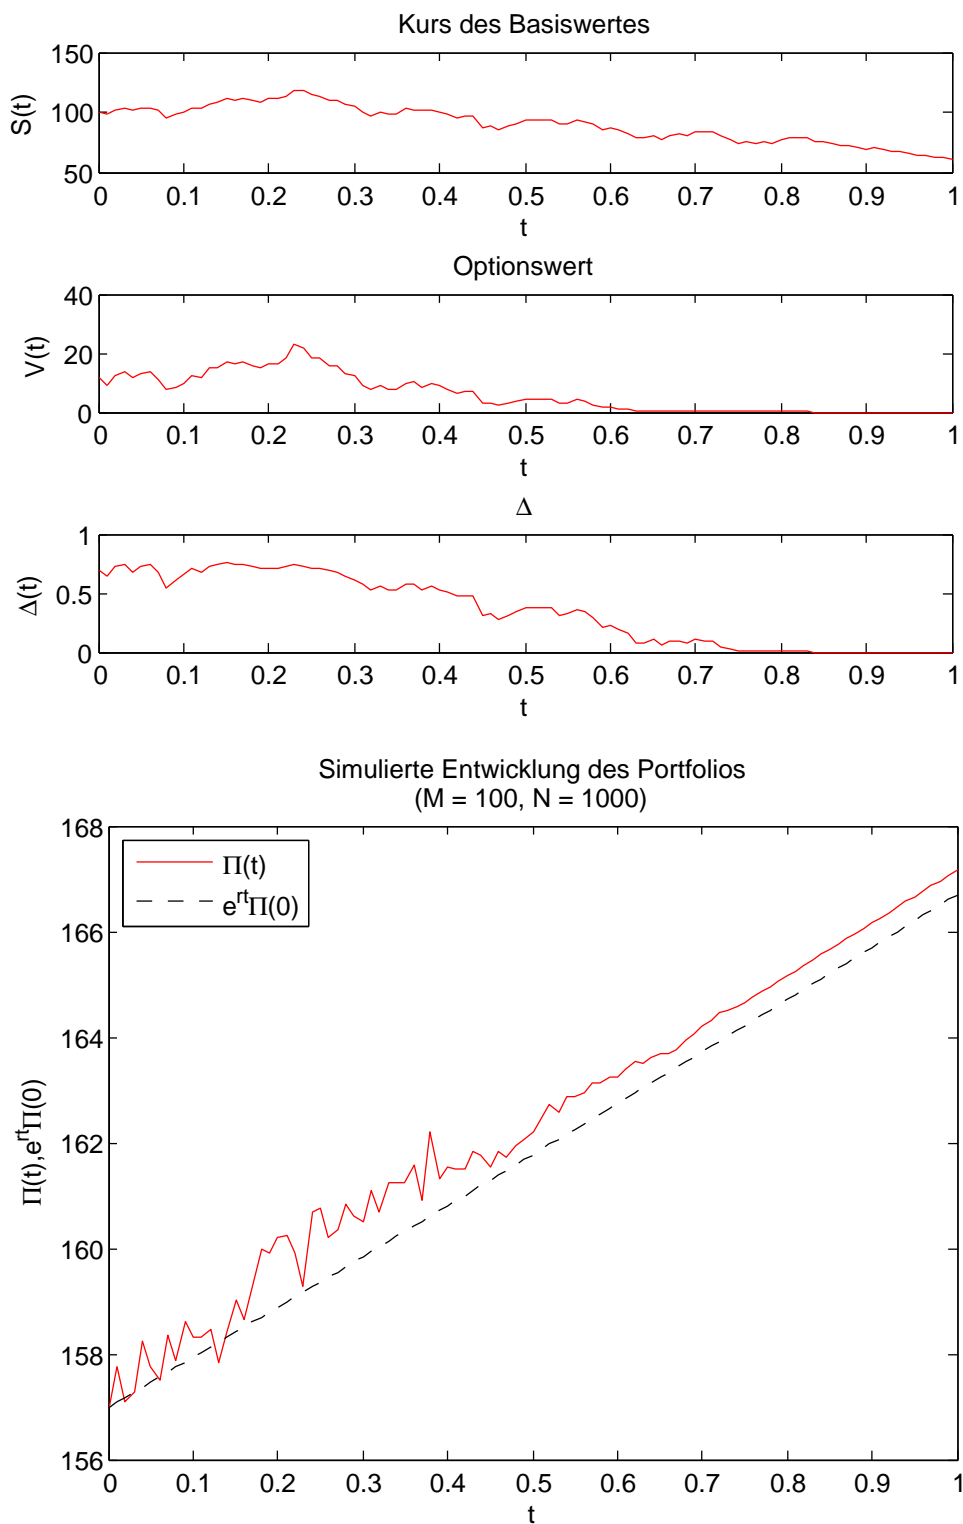 Kurs des Basiswertes
150
100
50
S(t)
0 0.1 0.2 0.3 0.4 0.5 0.6 0.7 0.8 0.9 1
t
Optionswert
40
20
0
V(t)
0 0.1 0.2 0.3 0.4 0.5 0.6 0.7 0.8 0.9 1
t
Δ
1
0.5
0
Δ(t)
0 0.1 0.2 0.3 0.4 0.5 0.6 0.7 0.8 0.9 1
t
Simulierte Entwicklung des Portfolios
(M = 100, N = 1000)
168
166
164
162
160
158
156
Π(t)
e^{rt}Π(0)
Π(t),e^{rt}Π(0)
0 0.1 0.2 0.3 0.4 0.5 0.6 0.7 0.8 0.9 1
t